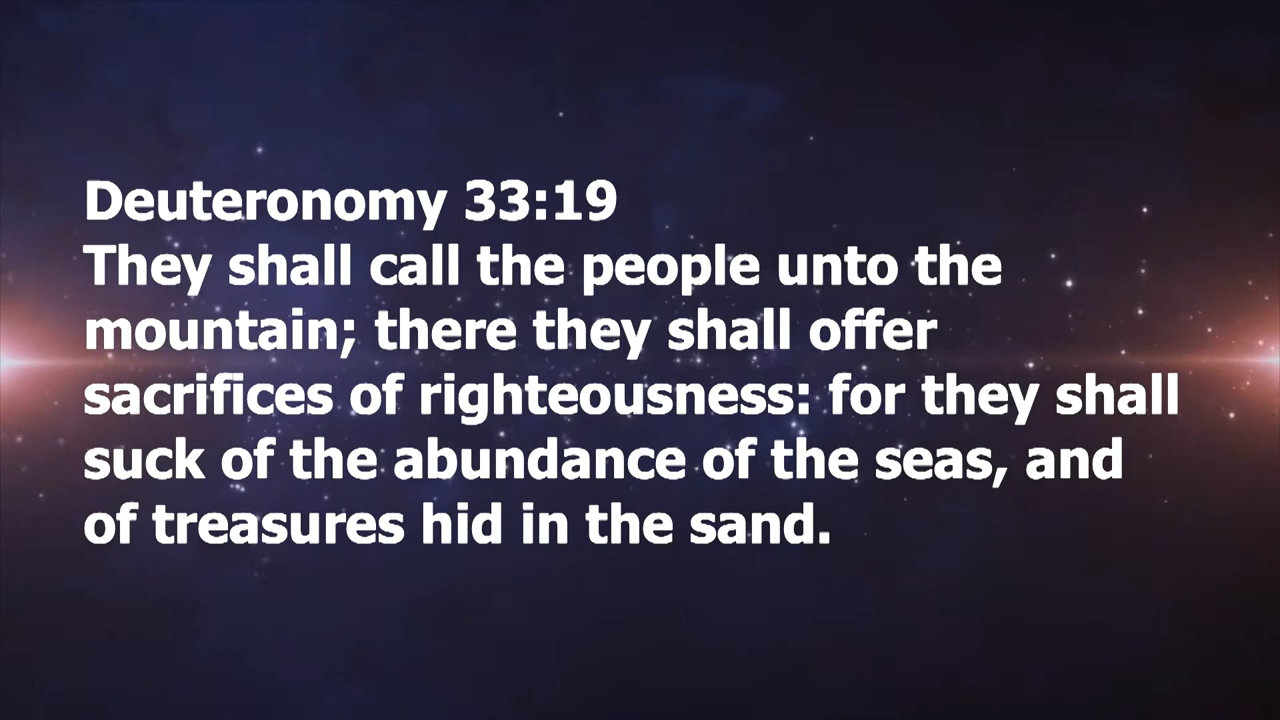 Deuteronomy 33:19
They shall call the people unto the
mountain; there they shall offer
sacrifices of righteousness: for they shall
suck of the abundance of the seas, and
of treasures hid in the sand.